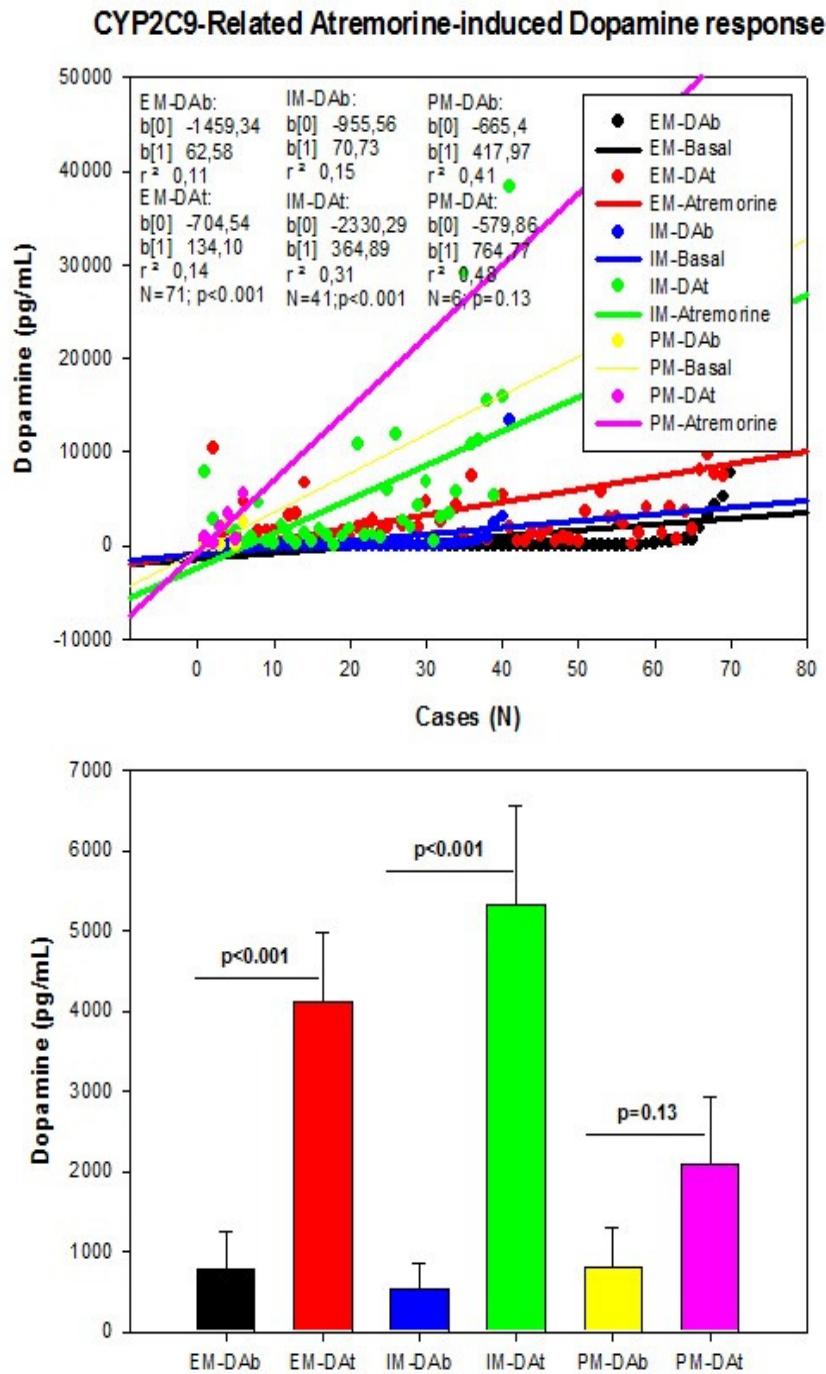 CYP2C9-Related Atremorine-induced Dopamine response
50000
40000
30000
20000
10000
0
-10000
Dopamine (pg/mL)
EM-DAb:
b[0] -1459,34
b[1] 62,58
r ² 0,11
EM-DAt:
b[0] -704,54
b[1] 134,10
r ² 0,14
N=71; p<0.001
IM-DAb:
b[0] -955,56
b[1] 70,73
r ² 0,15
IM-DAt:
b[0] -2330,29
b[1] 364,89
r ² 0,31
N=41;p<0.001
PM-DAb:
b[0] -665,4
b[1] 417,97
r ² 0,41
PM-DAt:
b[0] -579,86
b[1] 764,77
r ² 0,48
N=6; p=0.13
EM-DAb
EM-Basal
EM-DAt
EM-Atremorine
IM-DAb
IM-Basal
IM-DAt
IM-Atremorine
PM-DAb
PM-Basal
PM-DAt
PM-Atremorine
0 10 20 30 40 50 60 70 80
Cases (N)
7000
6000
5000
4000
3000
2000
1000
0
Dopamine (pg/mL)
p<0.001
p<0.001
p=0.13
EM-DAb EM-DAt IM-DAb IM-DAt PM-DAb PM-DAt